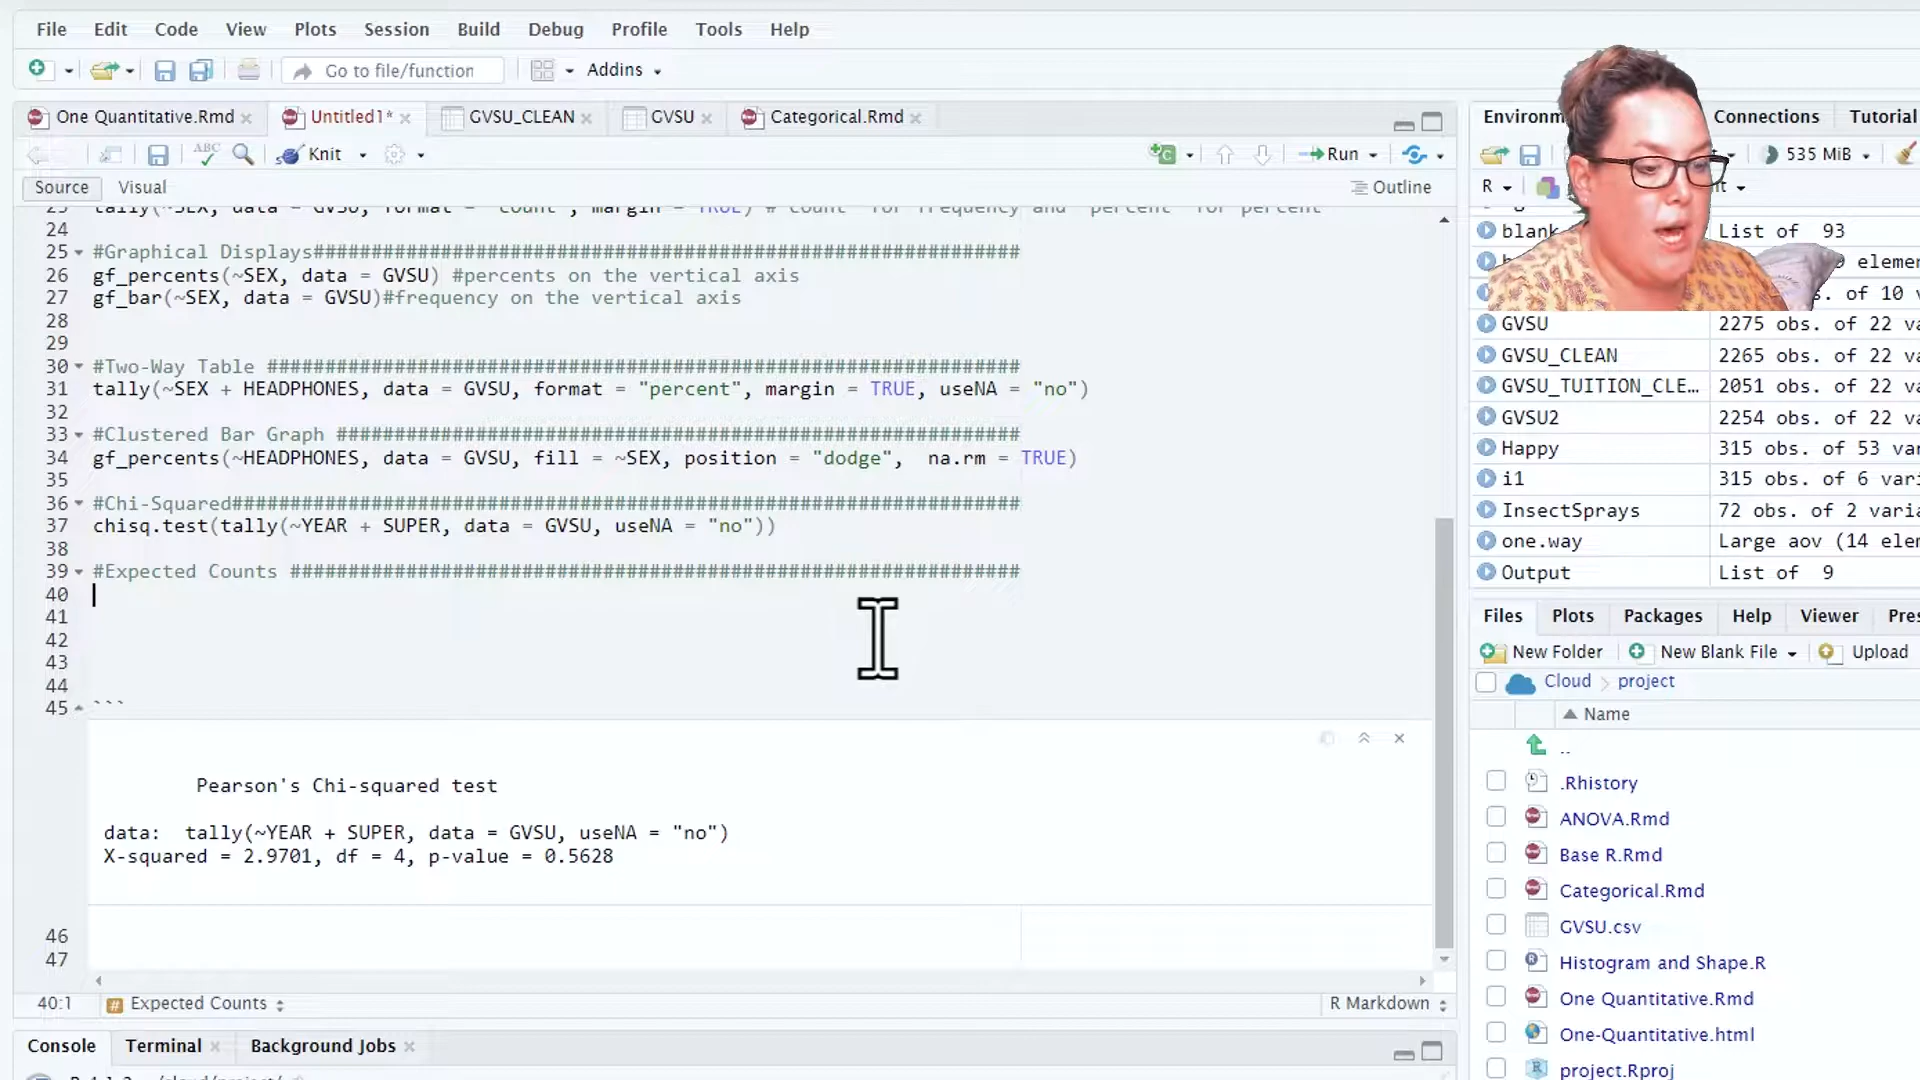 File Edit Code View Plots Session Build Debug Profile Tools Help
Go to file/function Addins
One Quantitative.Rmd Untitled1* GVSU_CLEAN GVSU Categorical.Rmd
ABC Knit Run
Source Visual Outline
24
25 #Graphical Displays#############################################################
26 gf_percents(~SEX, data = GVSU) #percents on the vertical axis
27 gf_bar(~SEX, data = GVSU)#frequency on the vertical axis
28
29
30 #Two-Way Table #################################################################
31 tally(~SEX + HEADPHONES, data = GVSU, format = "percent", margin = TRUE, useNA = "no")
32
33 #Clustered Bar Graph ###########################################################
34 gf_percents(~HEADPHONES, data = GVSU, fill = ~SEX, position = "dodge",  na.rm = TRUE)
35
36 #Chi-Squared####################################################################
37 chisq.test(tally(~YEAR + SUPER, data = GVSU, useNA = "no"))
38
39 #Expected Counts ###############################################################
40
41
42
43
44
45 ```
Pearson's Chi-squared test
data:  tally(~YEAR + SUPER, data = GVSU, useNA = "no")
X-squared = 2.9701, df = 4, p-value = 0.5628
46
47
40:1 # Expected Counts R Markdown
Console Terminal Background Jobs
Connections Tutorial
535 MiB
R
blank List of 93
of 10
GVSU 2275 obs. of 22
GVSU_CLEAN 2265 obs. of 22
GVSU_TUITION_CLE… 2051 obs. of 22
GVSU2 2254 obs. of 22
Happy 315 obs. of 53
i1 315 obs. of 6
InsectSprays 72 obs. of 2
one.way Large aov (14
Output List of 9
Files Plots Packages Help Viewer
New Folder New Blank File Upload
Cloud > project
Name
..
.Rhistory
ANOVA.Rmd
Base R.Rmd
Categorical.Rmd
GVSU.csv
Histogram and Shape.R
One Quantitative.Rmd
One-Quantitative.html
project.Rproj